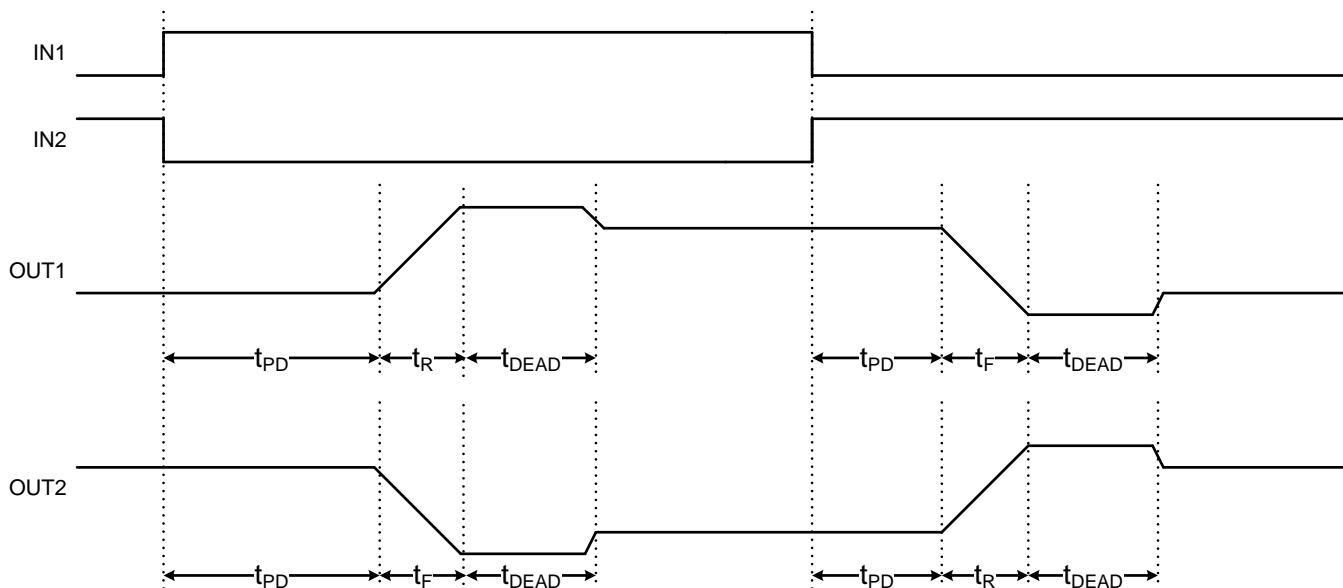 IN1
IN2
OUT1
tPD tR tDEAD tPD tF tDEAD
OUT2
tPD tF tDEAD tPD tR tDEAD